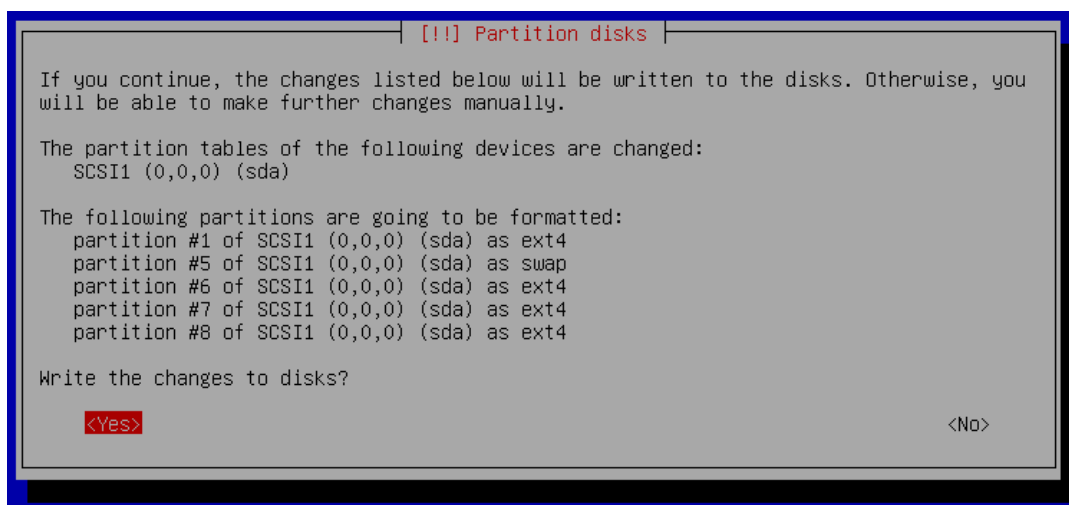 [!!] Partition disks
If you continue, the changes listed below will be written to the disks. Otherwise, you
will be able to make further changes manually.
The partition tables of the following devices are changed:
SCSI1 (0,0,0) (sda)
The following partitions are going to be formatted:
partition #1 of SCSI1 (0,0,0) (sda) as ext4
partition #5 of SCSI1 (0,0,0) (sda) as swap
partition #6 of SCSI1 (0,0,0) (sda) as ext4
partition #7 of SCSI1 (0,0,0) (sda) as ext4
partition #8 of SCSI1 (0,0,0) (sda) as ext4
Write the changes to disks?
<Yes> <No>